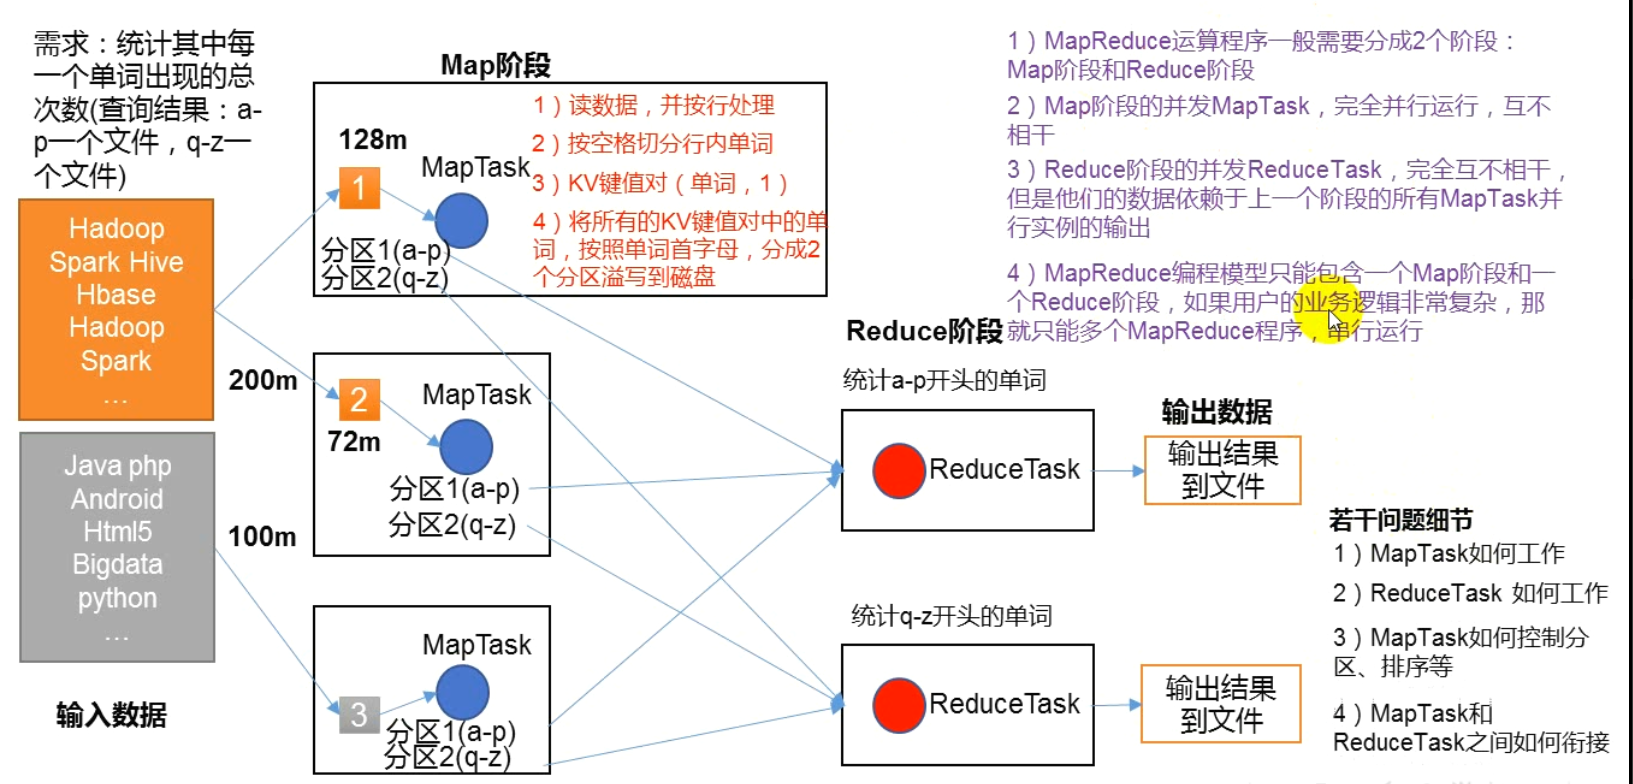 需求：统计其中每
一个单词出现的总
次数(查询结果：a-
p一个文件，q-z一
个文件)
Hadoop
Spark Hive
Hbase
Hadoop
Spark
...
200m
Java php
Android
Html5
Bigdata
python
...
100m
输入数据
Map阶段
128m
1
MapTask
分区1(a-p)
分区2(q-z)
1）读数据，并按行处理
2）按空格切分行内单词
3）KV键值对（单词，1）
4）将所有的KV键值对中的单
词，按照单词首字母，分成2
个分区溢写到磁盘
2
72m
MapTask
分区1(a-p)
分区2(q-z)
3
MapTask
分区1(a-p)
分区2(q-z)
1）MapReduce运算程序一般需要分成2个阶段：
Map阶段和Reduce阶段
2）Map阶段的并发MapTask，完全并行运行，互不
相干
3）Reduce阶段的并发ReduceTask，完全互不相干，
但是他们的数据依赖于上一个阶段的所有MapTask并
行实例的输出
4）MapReduce编程模型只能包含一个Map阶段和一
个Reduce阶段，如果用户的业务逻辑非常复杂，那
就只能多个MapReduce程序，串行运行
Reduce阶段
统计a-p开头的单词
ReduceTask
统计q-z开头的单词
ReduceTask
输出数据
输出结果
到文件
输出结果
到文件
若干问题细节
1）MapTask如何工作
2）ReduceTask 如何工作
3）MapTask如何控制分
区、排序等
4）MapTask和
ReduceTask之间如何衔接